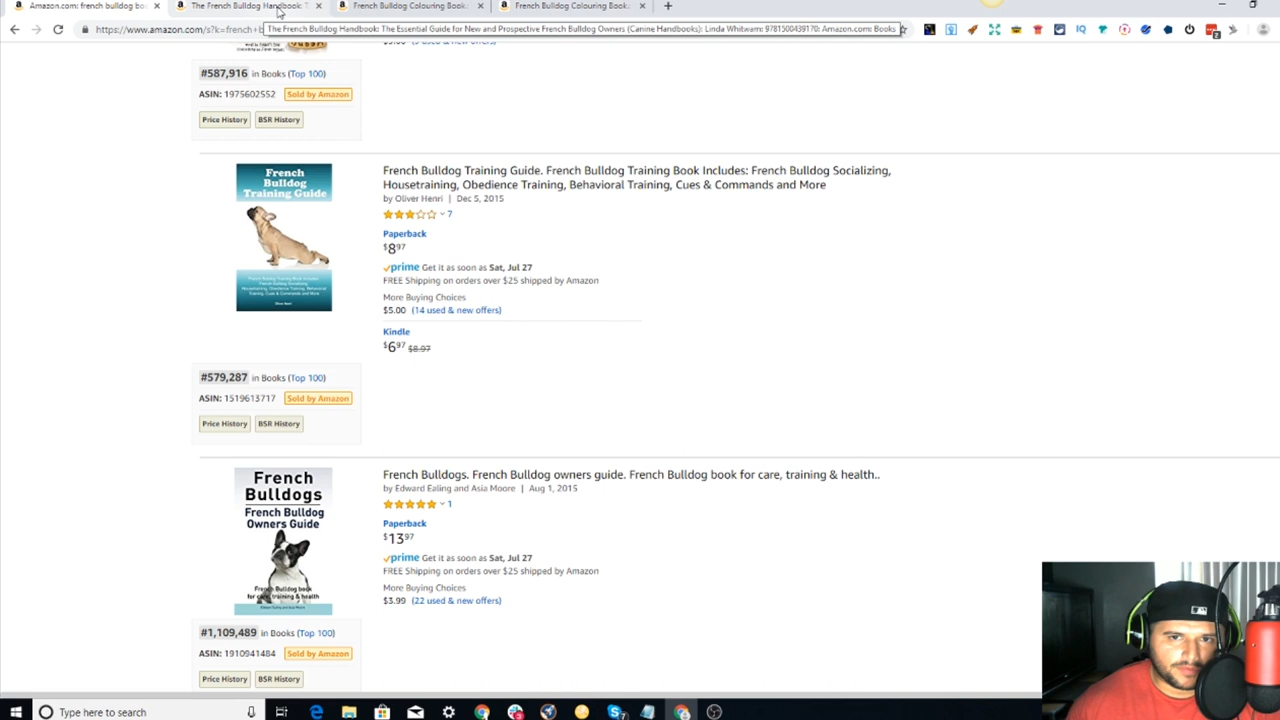 Amazon.com: french bulldog bo
The French Bulldog Handbook: T
French Bulldog Colouring Book:
French Bulldog Colouring Book:
https://www.amazon.com/s?k=french+b
The French Bulldog Handbook: The Essential Guide for New and Prospective French Bulldog Owners (Canine Handbooks): Linda Whitwam: 9781500439170: Amazon.com: Books
#587,916 in Books (Top 100)
ASIN: 1975602552 Sold by Amazon
Price History BSR History
French
Bulldog
Training Guide
French Bulldog Training Guide. French Bulldog Training Book Includes: French Bulldog Socializing,
Housetraining, Obedience Training, Behavioral Training, Cues & Commands and More
by Oliver Henri | Dec 5, 2015
7
Paperback
$8.97
prime Get it as soon as Sat, Jul 27
FREE Shipping on orders over $25 shipped by Amazon
More Buying Choices
$5.00 (14 used & new offers)
Kindle
$6.97 $8.97
#579,287 in Books (Top 100)
ASIN: 1519613717 Sold by Amazon
Price History BSR History
French
Bulldogs
French Bulldog
Owners Guide
French Bulldog book
for care, training & health
French Bulldogs. French Bulldog owners guide. French Bulldog book for care, training & health..
by Edward Ealing and Asia Moore | Aug 1, 2015
1
Paperback
$13.97
prime Get it as soon as Sat, Jul 27
FREE Shipping on orders over $25 shipped by Amazon
More Buying Choices
$3.99 (22 used & new offers)
#1,109,489 in Books (Top 100)
ASIN: 1910941484 Sold by Amazon
Price History BSR History
Type here to search